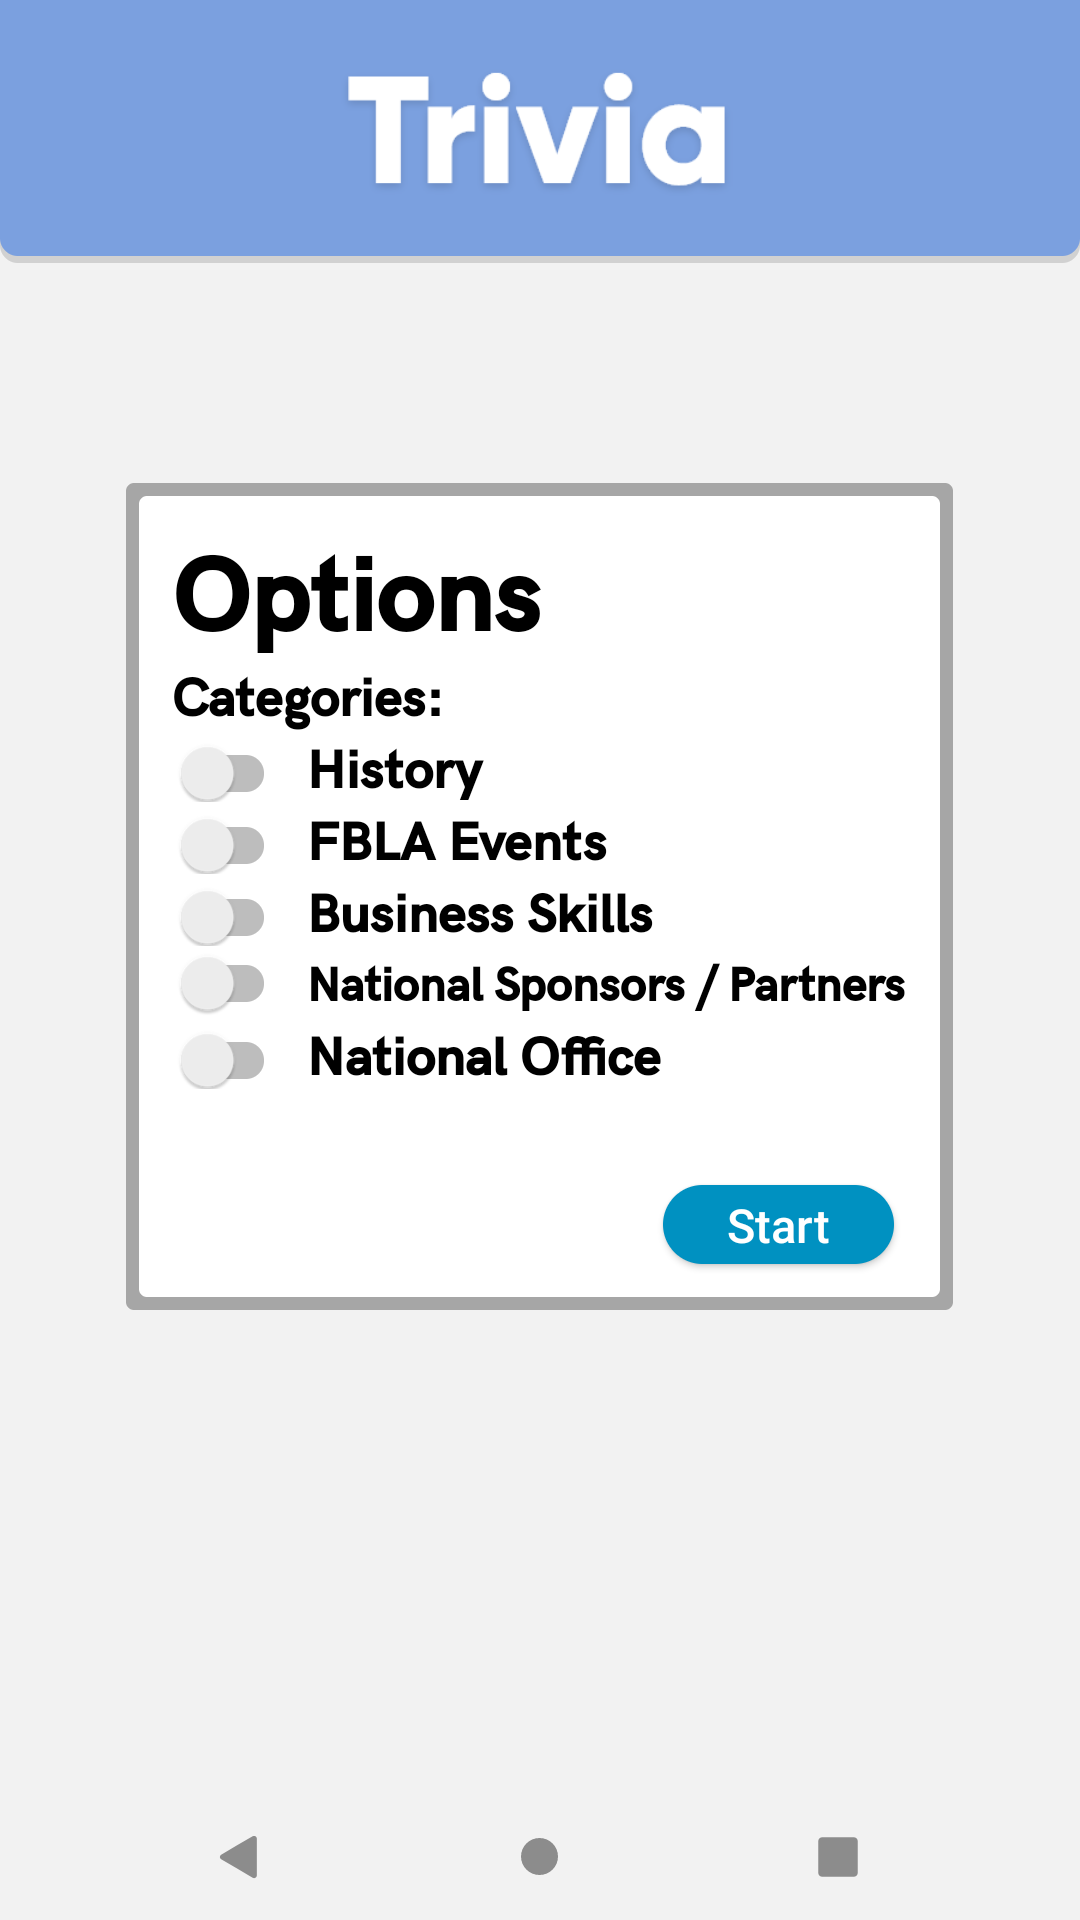 Trivia
Options
Categories:
History
FBLA Events
Business Skills
National Sponsors / Partners
National Office
Start